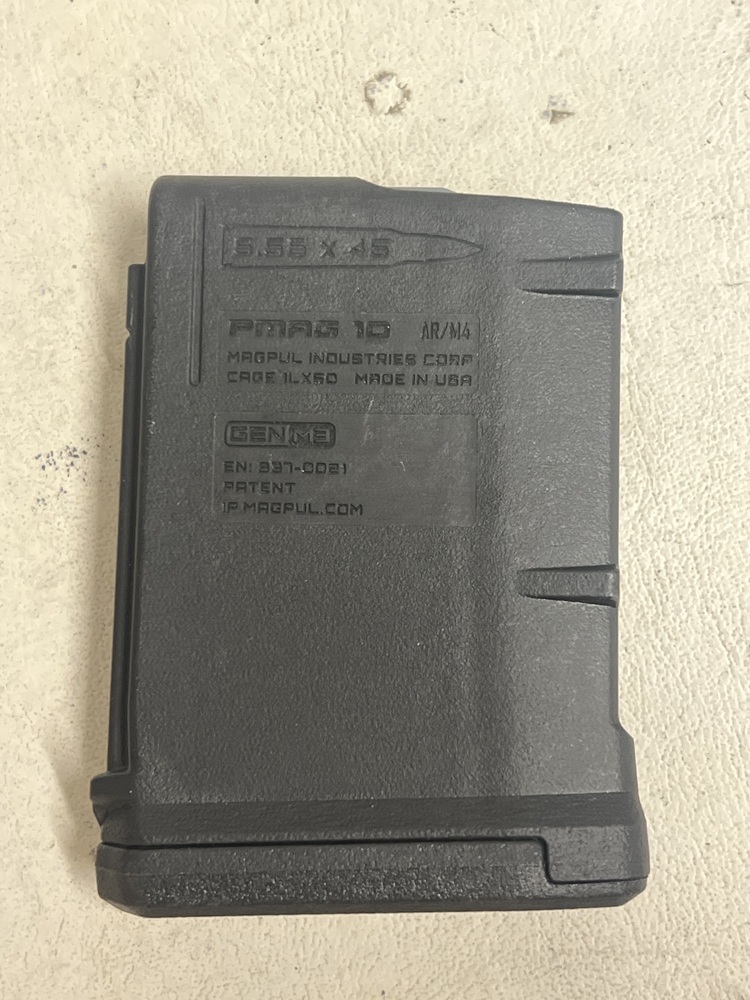 5.56 X 45
PMAG 10 AR/M4
MAGPUL INDUSTRIES CORP
CAGE 1LX50 MADE IN USA
GEN M3
EN: 337-0021
PATENT
IP.MAGPUL.COM